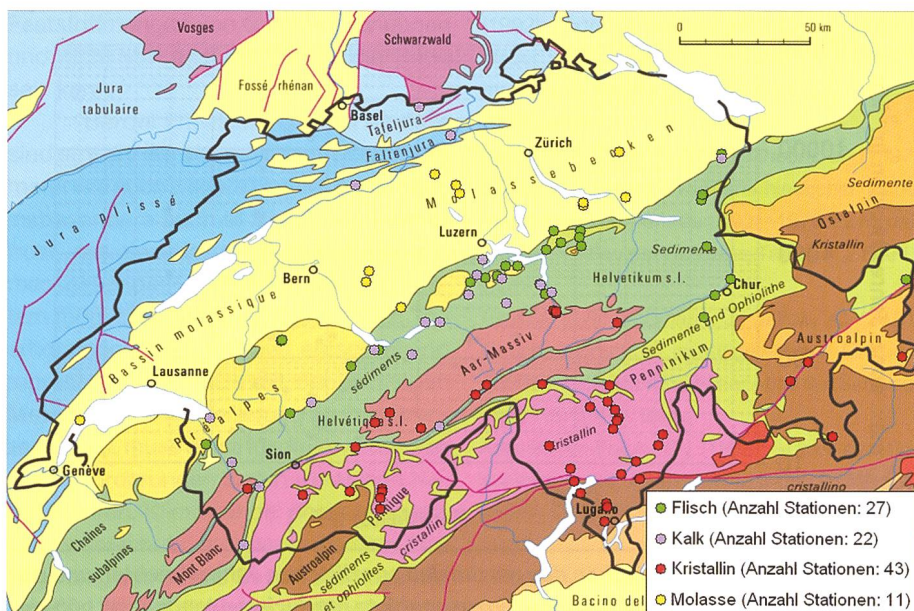 Vosges
Schwarzwald
0
50 km
Jura
tabulaire
Fossé rhénan
Basel
Tafeljura
Faltenjura
Zürich
Molassebecken
Jura plissé
Luzern
Sedimente
Ostalpin
Kristallin
Sedimente
Helvetikum s.l.
Bern
Chur
Bassin molassique
Sedimente und Ophiolithe
Penninikum
Austroalpin
Aar-Massiv
Lausanne
Préalpes
sédiments
Helvétique s.l.
Kristallin
Sion
Genève
cristallino
Lugano
Pennique
cristallin
Chaînes
subalpines
Mont Blanc
Austroalpin
sédiments
et ophiolites
Bacino del
Flisch (Anzahl Stationen: 27)
Kalk (Anzahl Stationen: 22)
Kristallin (Anzahl Stationen: 43)
Molasse (Anzahl Stationen: 11)